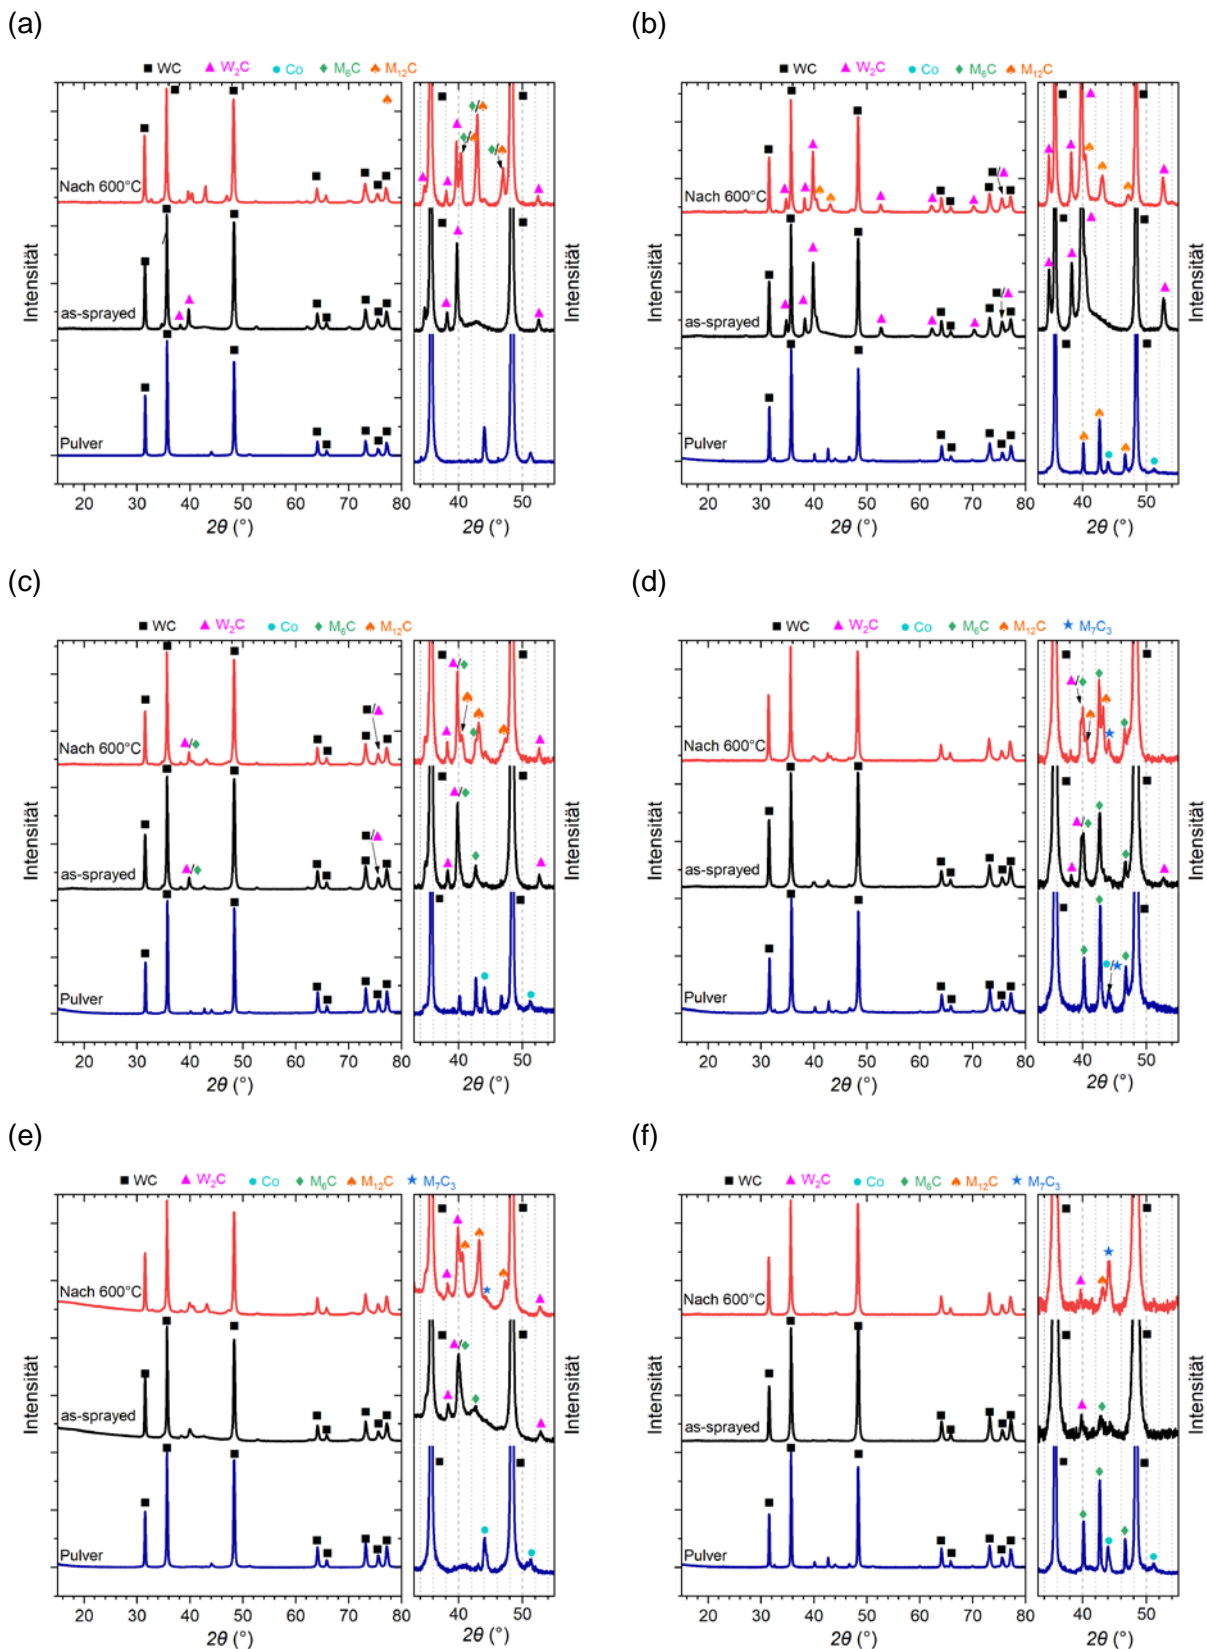 (a)
(b)
WC W₂C Co M₆C M₁₂C
WC W₂C Co M₆C M₁₂C
Intensität
Nach 600°C
as-sprayed
Pulver
20 30 40 50 60 70 80
2θ (°)
/
/
/
40 50
2θ (°)
Intensität
Nach 600°C
as-sprayed
Pulver
/
/
20 30 40 50 60 70 80
2θ (°)
40 50
2θ (°)
Intensität
(c)
(d)
WC W₂C Co M₆C M₁₂C
WC W₂C Co M₆C M₁₂C M₇C₃
Intensität
Nach 600°C
as-sprayed
Pulver
/
/
/
/
20 30 40 50 60 70 80
2θ (°)
/
/
40 50
2θ (°)
Intensität
Nach 600°C
as-sprayed
Pulver
20 30 40 50 60 70 80
2θ (°)
/
/
/
40 50
2θ (°)
Intensität
(e)
(f)
WC W₂C Co M₆C M₁₂C M₇C₃
WC W₂C Co M₆C M₁₂C M₇C₃
Intensität
Nach 600°C
as-sprayed
Pulver
20 30 40 50 60 70 80
2θ (°)
/
40 50
2θ (°)
Intensität
Nach 600°C
as-sprayed
Pulver
20 30 40 50 60 70 80
2θ (°)
40 50
2θ (°)
Intensität